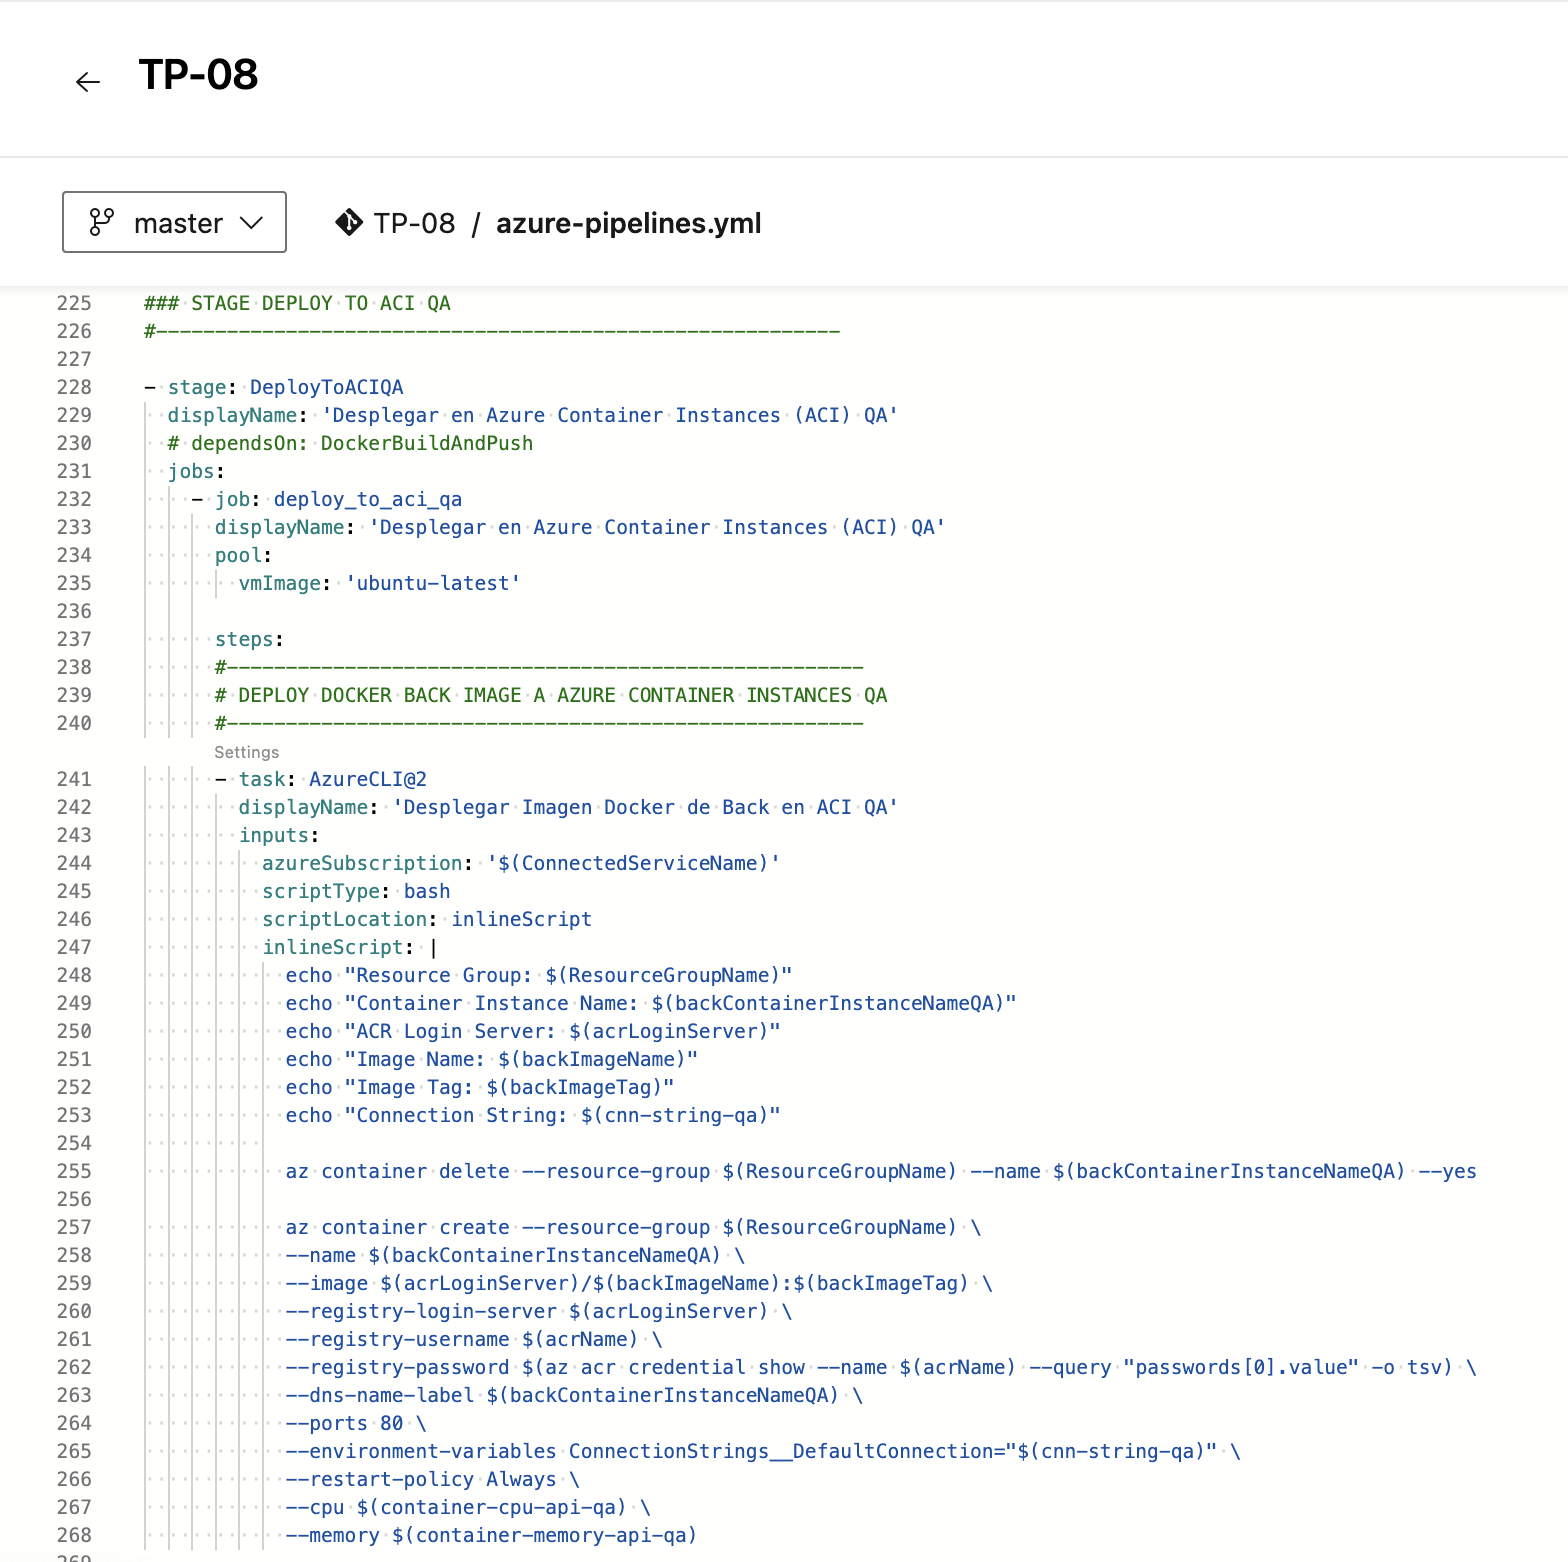 TP-08
master
TP-08 / azure-pipelines.yml
225 ### STAGE DEPLOY TO ACI QA
226 #----------------------------------------------------------
227
228 - stage: DeployToACIQA
229 displayName: 'Desplegar en Azure Container Instances (ACI) QA'
230 # dependsOn: DockerBuildAndPush
231 jobs:
232 - job: deploy_to_aci_qa
233 displayName: 'Desplegar en Azure Container Instances (ACI) QA'
234 pool:
235 vmImage: 'ubuntu-latest'
236
237 steps:
238 #------------------------------------------------------
239 # DEPLOY DOCKER BACK IMAGE A AZURE CONTAINER INSTANCES QA
240 #------------------------------------------------------
Settings
241 - task: AzureCLI@2
242 displayName: 'Desplegar Imagen Docker de Back en ACI QA'
243 inputs:
244 azureSubscription: '$(ConnectedServiceName)'
245 scriptType: bash
246 scriptLocation: inlineScript
247 inlineScript: |
248 echo "Resource Group: $(ResourceGroupName)"
249 echo "Container Instance Name: $(backContainerInstanceNameQA)"
250 echo "ACR Login Server: $(acrLoginServer)"
251 echo "Image Name: $(backImageName)"
252 echo "Image Tag: $(backImageTag)"
253 echo "Connection String: $(cnn-string-qa)"
254
255 az container delete --resource-group $(ResourceGroupName) --name $(backContainerInstanceNameQA) --yes
256
257 az container create --resource-group $(ResourceGroupName) \
258 --name $(backContainerInstanceNameQA) \
259 --image $(acrLoginServer)/$(backImageName):$(backImageTag) \
260 --registry-login-server $(acrLoginServer) \
261 --registry-username $(acrName) \
262 --registry-password $(az acr credential show --name $(acrName) --query "passwords[0].value" -o tsv) \
263 --dns-name-label $(backContainerInstanceNameQA) \
264 --ports 80 \
265 --environment-variables ConnectionStrings__DefaultConnection="$(cnn-string-qa)" \
266 --restart-policy Always \
267 --cpu $(container-cpu-api-qa) \
268 --memory $(container-memory-api-qa)
269